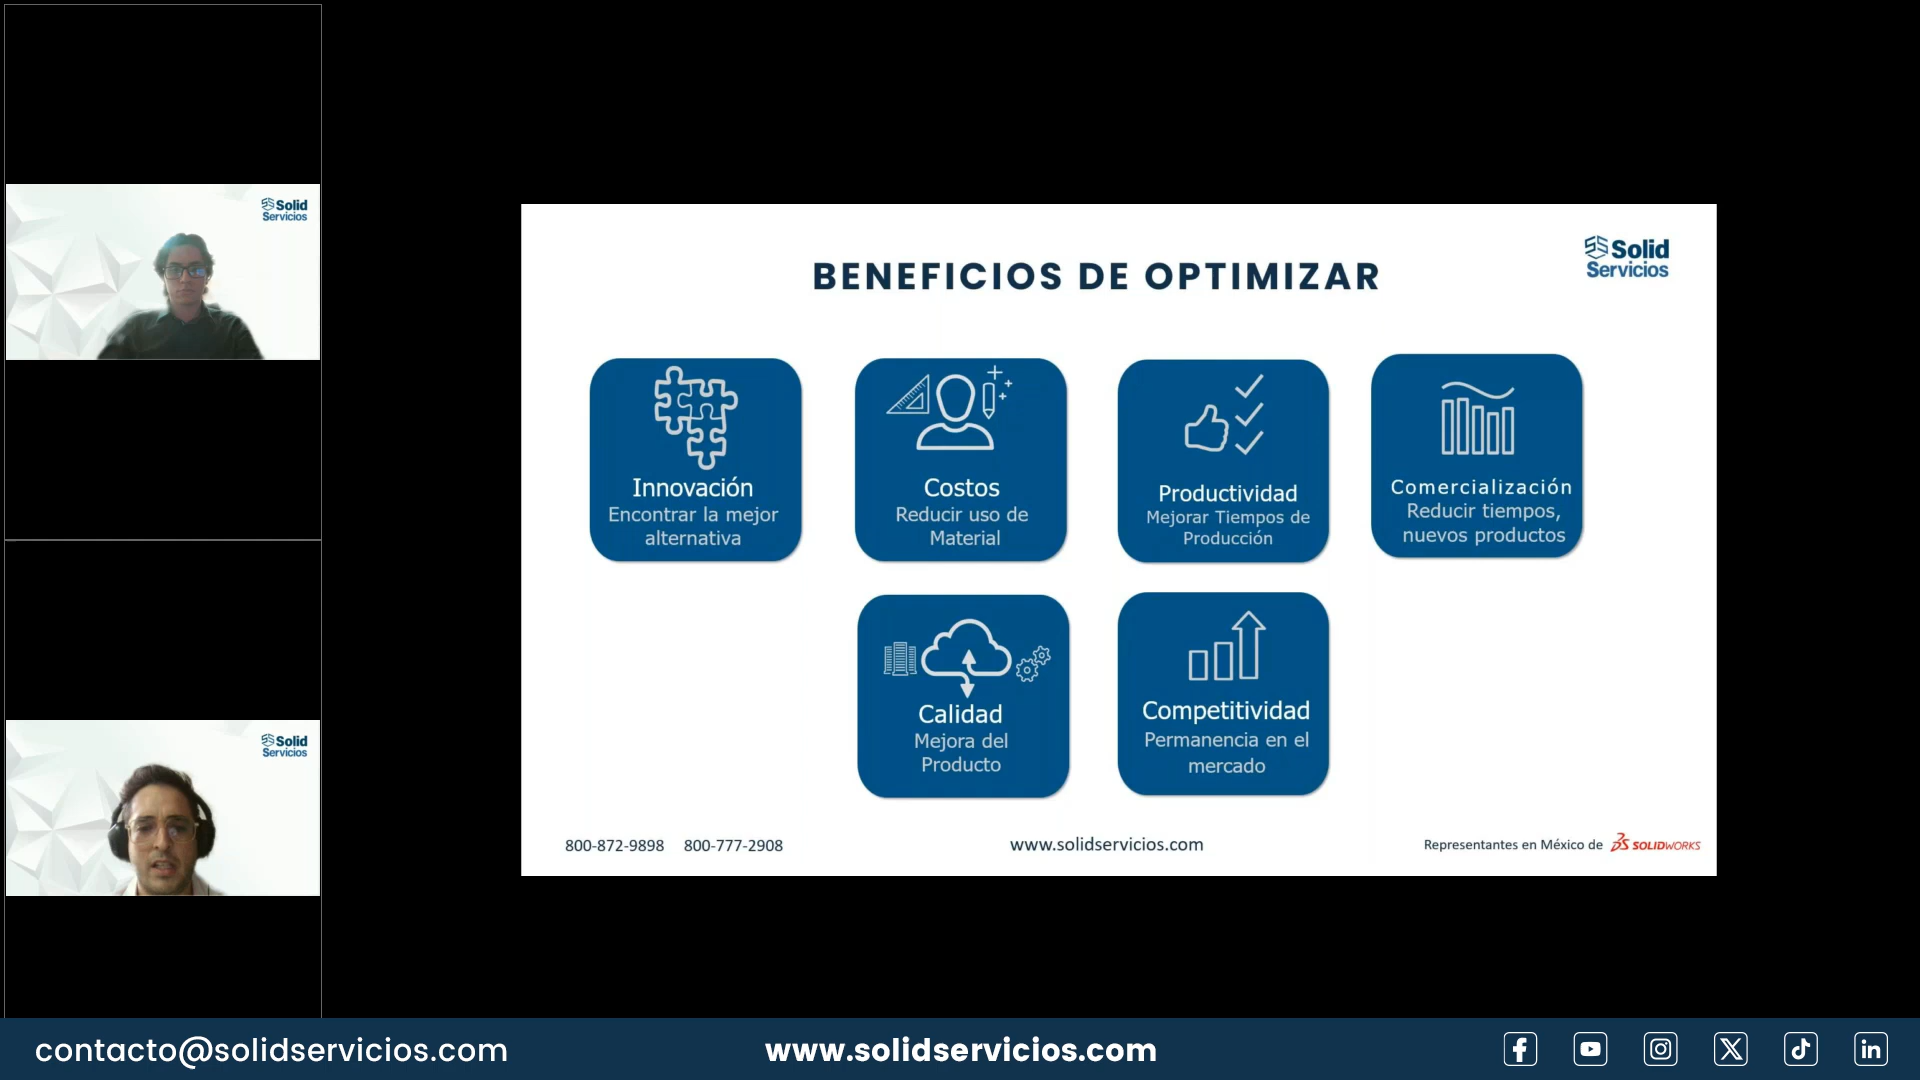 Solid
Servicios
Solid
Servicios
Solid
Servicios
BENEFICIOS DE OPTIMIZAR
Innovación
Encontrar la mejor
alternativa
Costos
Reducir uso de
Material
Productividad
Mejorar Tiempos de
Producción
Comercialización
Reducir tiempos,
nuevos productos
Calidad
Mejora del
Producto
Competitividad
Permanencia en el
mercado
800-872-9898 800-777-2908
www.solidservicios.com
Representantes en México de SOLIDWORKS
contacto@solidservicios.com
www.solidservicios.com